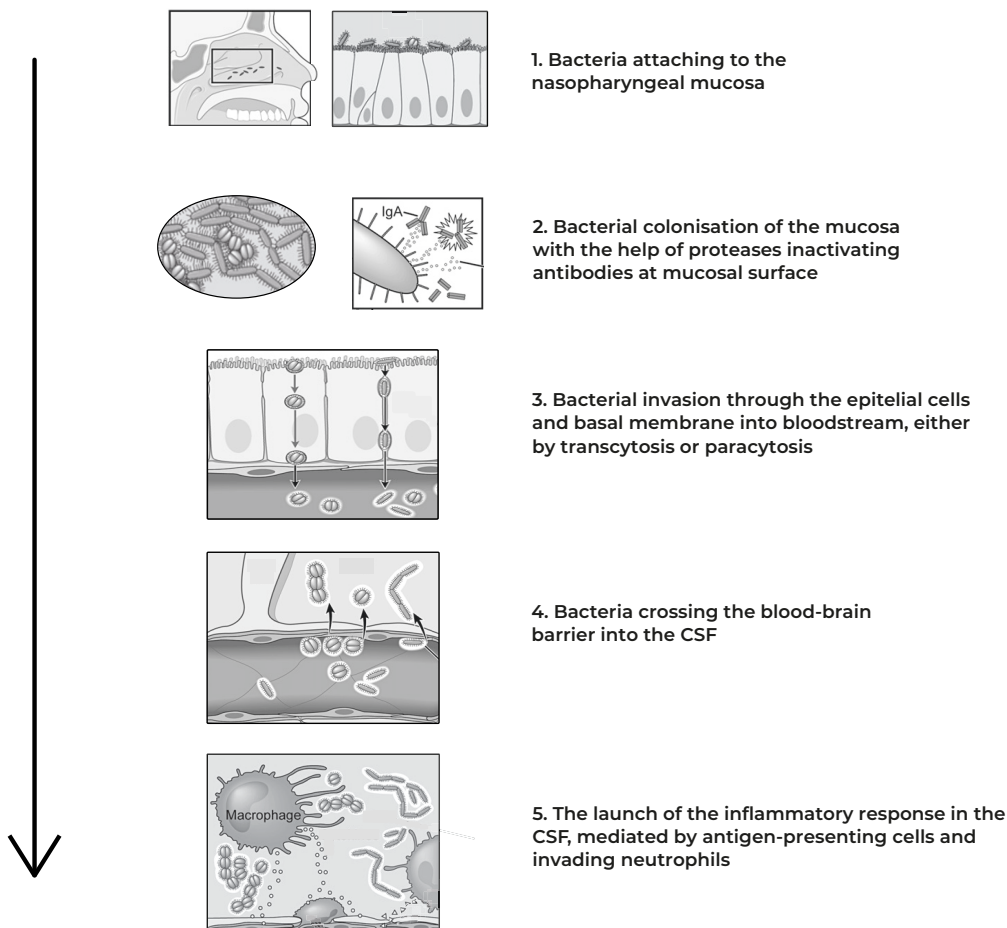 1. Bacteria attaching to the
nasopharyngeal mucosa
IgA
2. Bacterial colonisation of the mucosa
with the help of proteases inactivating
antibodies at mucosal surface
3. Bacterial invasion through the epitelial cells
and basal membrane into bloodstream, either
by transcytosis or paracytosis
4. Bacteria crossing the blood-brain
barrier into the CSF
Macrophage
5. The launch of the inflammatory response in the
CSF, mediated by antigen-presenting cells and
invading neutrophils